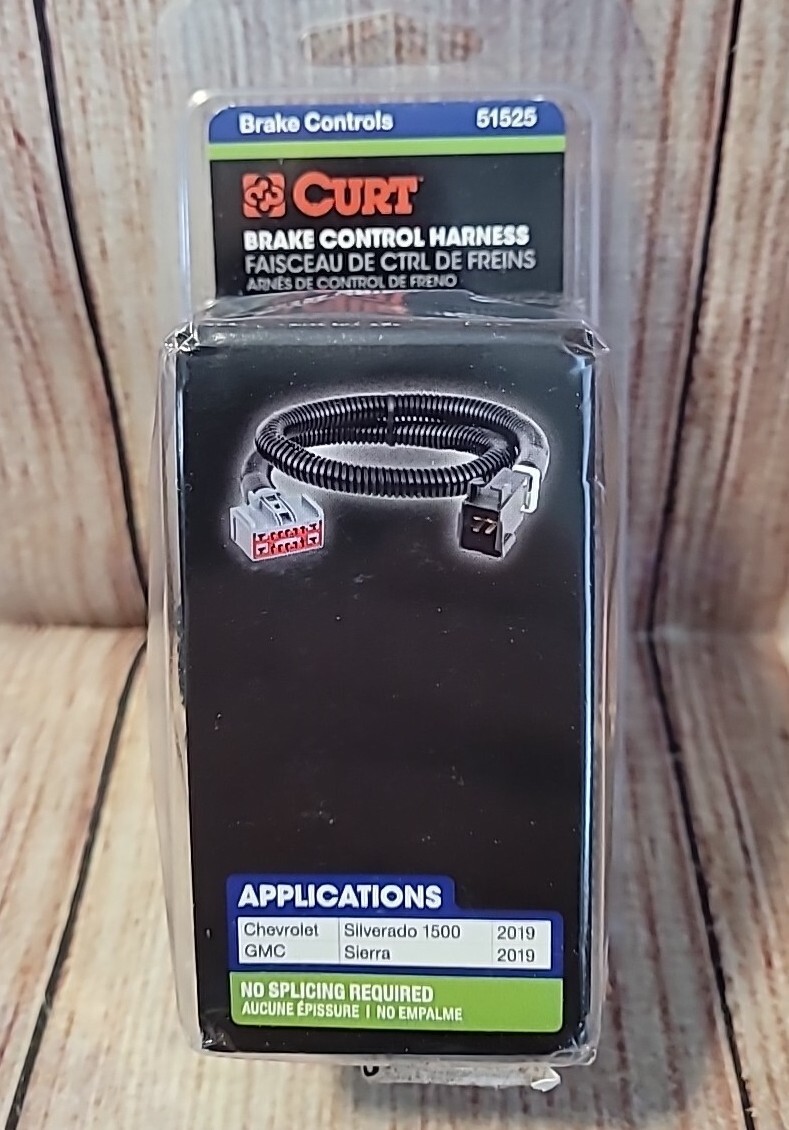 Brake Controls 51525
CURT
BRAKE CONTROL HARNESS
FAISCEAU DE CTRL DE FREINS
ARNÉS DE CONTROL DE FRENO
APPLICATIONS
Chevrolet Silverado 1500 2019
GMC Sierra 2019
NO SPLICING REQUIRED
AUCUNE ÉPISSURE | NO EMPALME